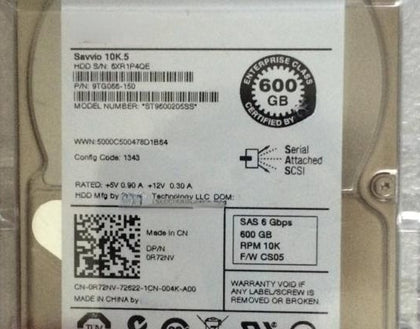 Savvio 10K.5
HDD S/N: 6XR1P4QE
P/N: 9TG066-150
MODEL NUMBER: "ST9600205SS"
ENTERPRISE CLASS
600
GB
CERTIFIED BY
WWN:5000C500478D1B54
Config Code: 1343
Serial
Attached
SCSI
RATED: +5V 0.90 A +12V 0.30 A
HDD Mfg by Technology LLC DOM:
Made in CN
DP/N
0R72NV
SAS 6 Gbps
600 GB
RPM 10K
F/W CS05
CN-0R72NV-72622-1CN-004K-A00
MADE IN CHINA by
WARRANTY VOID IF ANY
LABEL/SCREW IS
REMOVED OR BROKEN.
TUV